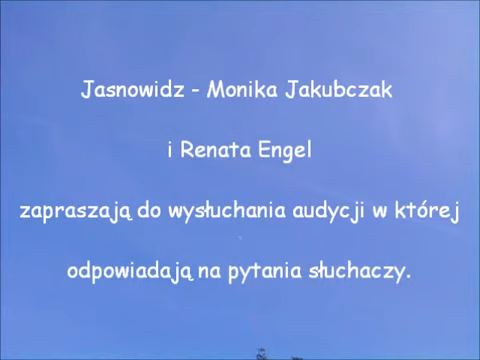 Jasnowidz - Monika Jakubczak
i Renata Engel
zapraszają do wysłuchania audycji w której
odpowiadają na pytania słuchaczy.